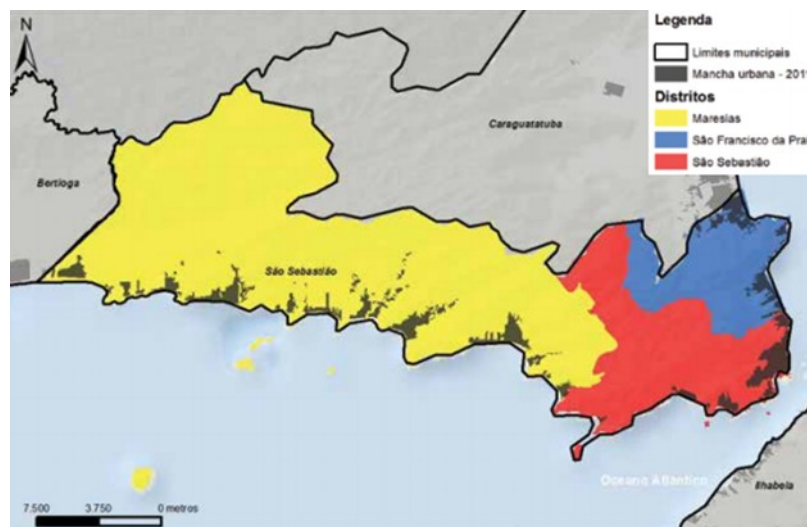 Legenda
Limites municipais
Mancha urbana - 201
Distritos
Maresias
São Francisco da Pra
São Sebastião
N
Caraguatatuba
Bertioga
São Sebastião
Oceano Atlântico
Ilhabela
7.500 3.750 0 metros